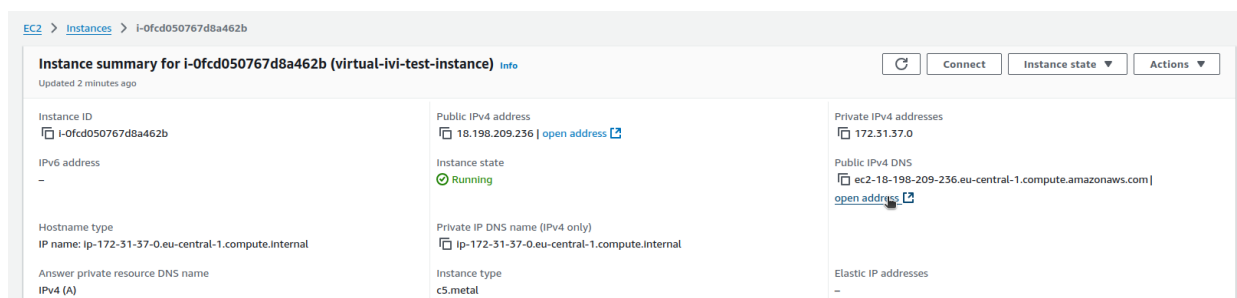 EC2 > Instances > i-0fcd050767d8a462b
Instance summary for i-0fcd050767d8a462b (virtual-ivi-test-instance) Info
Updated 2 minutes ago
Connect
Instance state
Actions
Instance ID
i-0fcd050767d8a462b
Public IPv4 address
18.198.209.236 | open address
Private IPv4 addresses
172.31.37.0
IPv6 address
–
Instance state
Running
Public IPv4 DNS
ec2-18-198-209-236.eu-central-1.compute.amazonaws.com |
open address
Hostname type
IP name: ip-172-31-37-0.eu-central-1.compute.internal
Private IP DNS name (IPv4 only)
ip-172-31-37-0.eu-central-1.compute.internal
Answer private resource DNS name
IPv4 (A)
Instance type
c5.metal
Elastic IP addresses
–